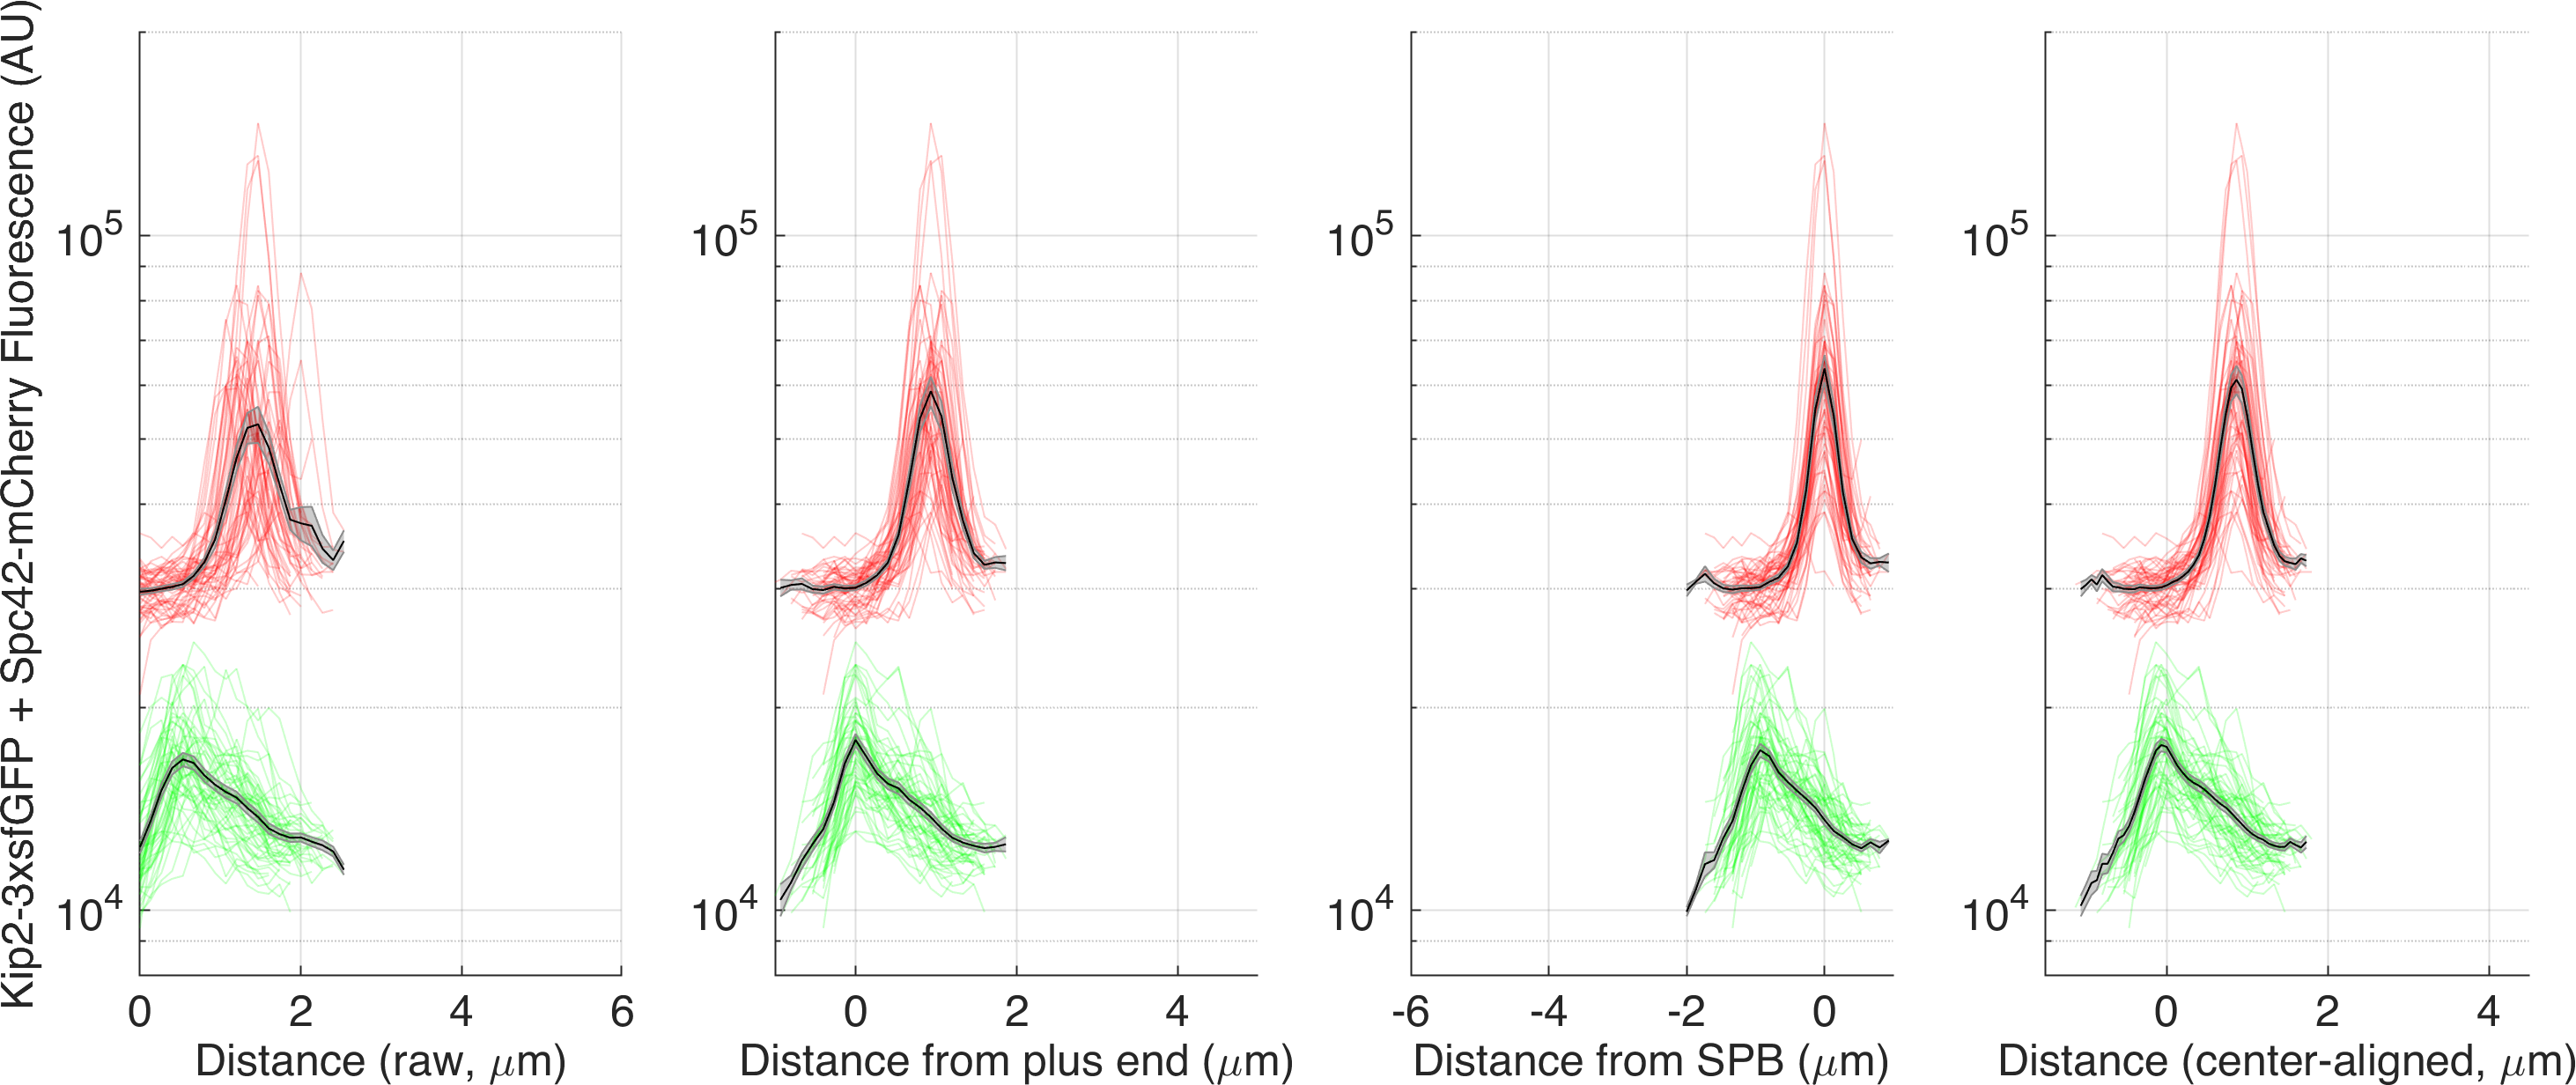 Kip2-3xsfGFP + Spc42-mCherry Fluorescence (AU)
10^5
10^4
0 2 4 6
Distance (raw, μm)
10^5
10^4
0 2 4
Distance from plus end (μm)
10^5
10^4
-6 -4 -2 0
Distance from SPB (μm)
10^5
10^4
0 2 4
Distance (center-aligned, μm)